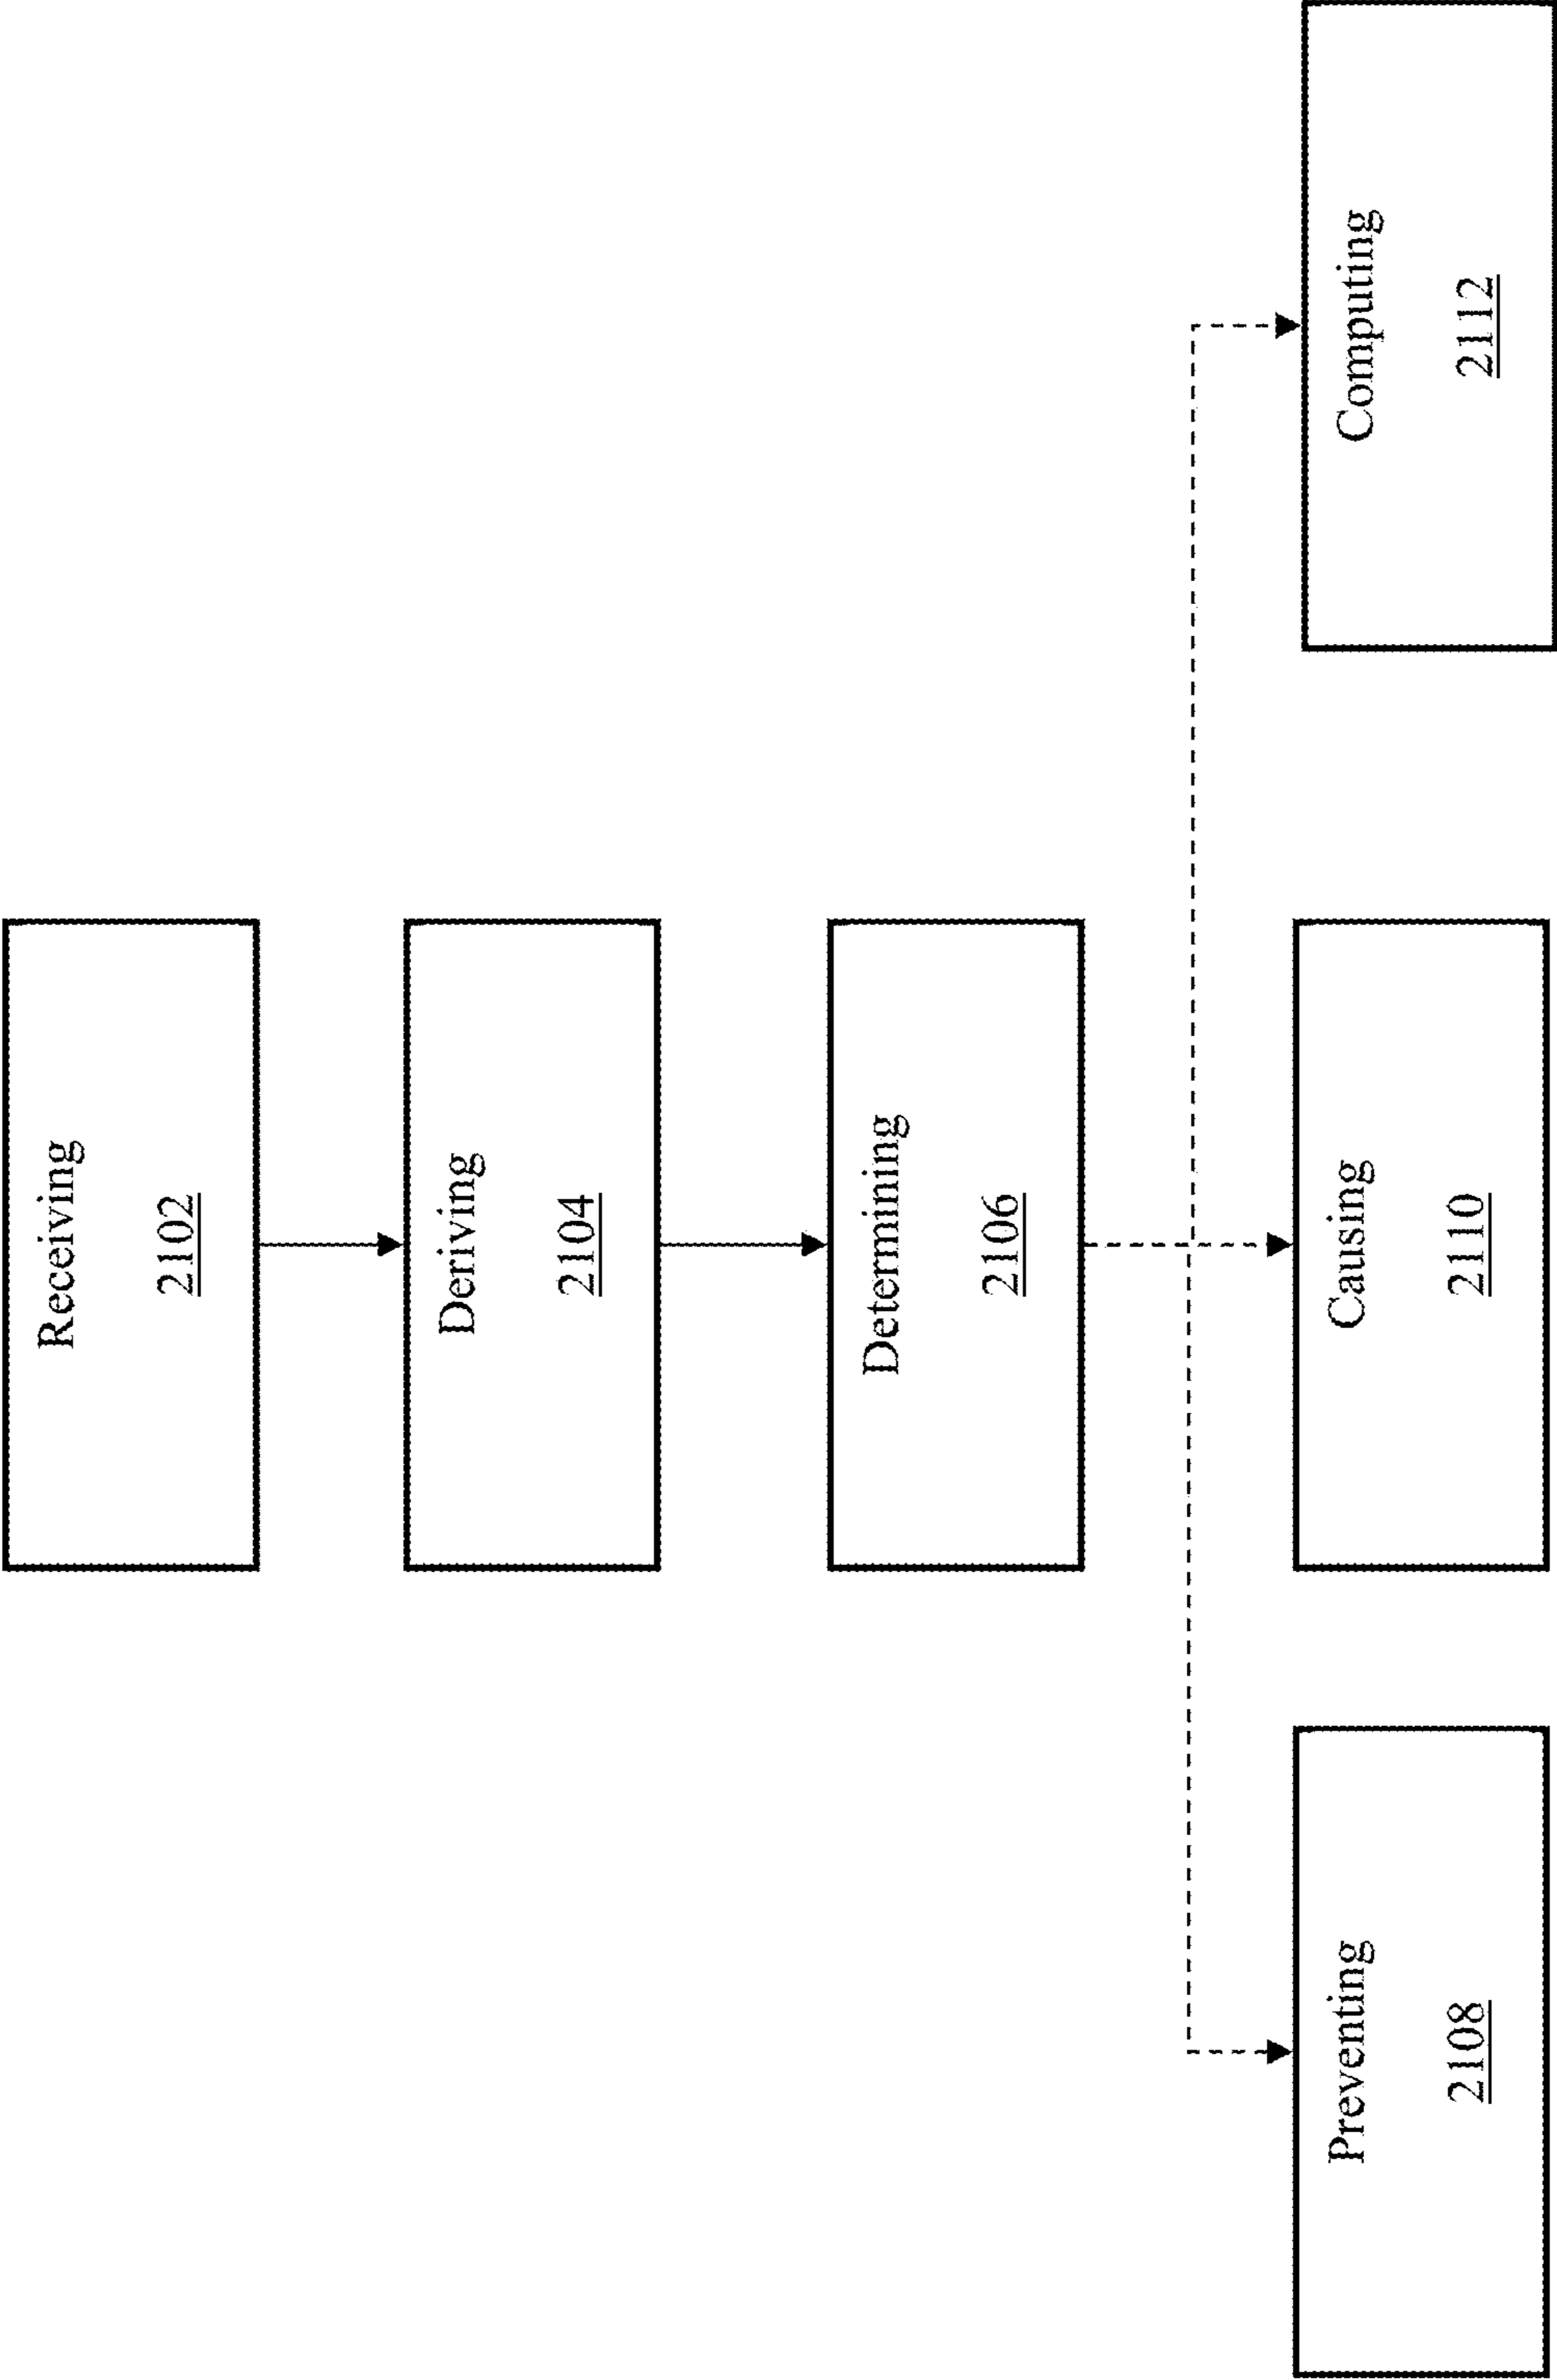 Receiving
2102
Deriving
2104
Determining
2106
Preventing
2108
Causing
2110
Computing
2112